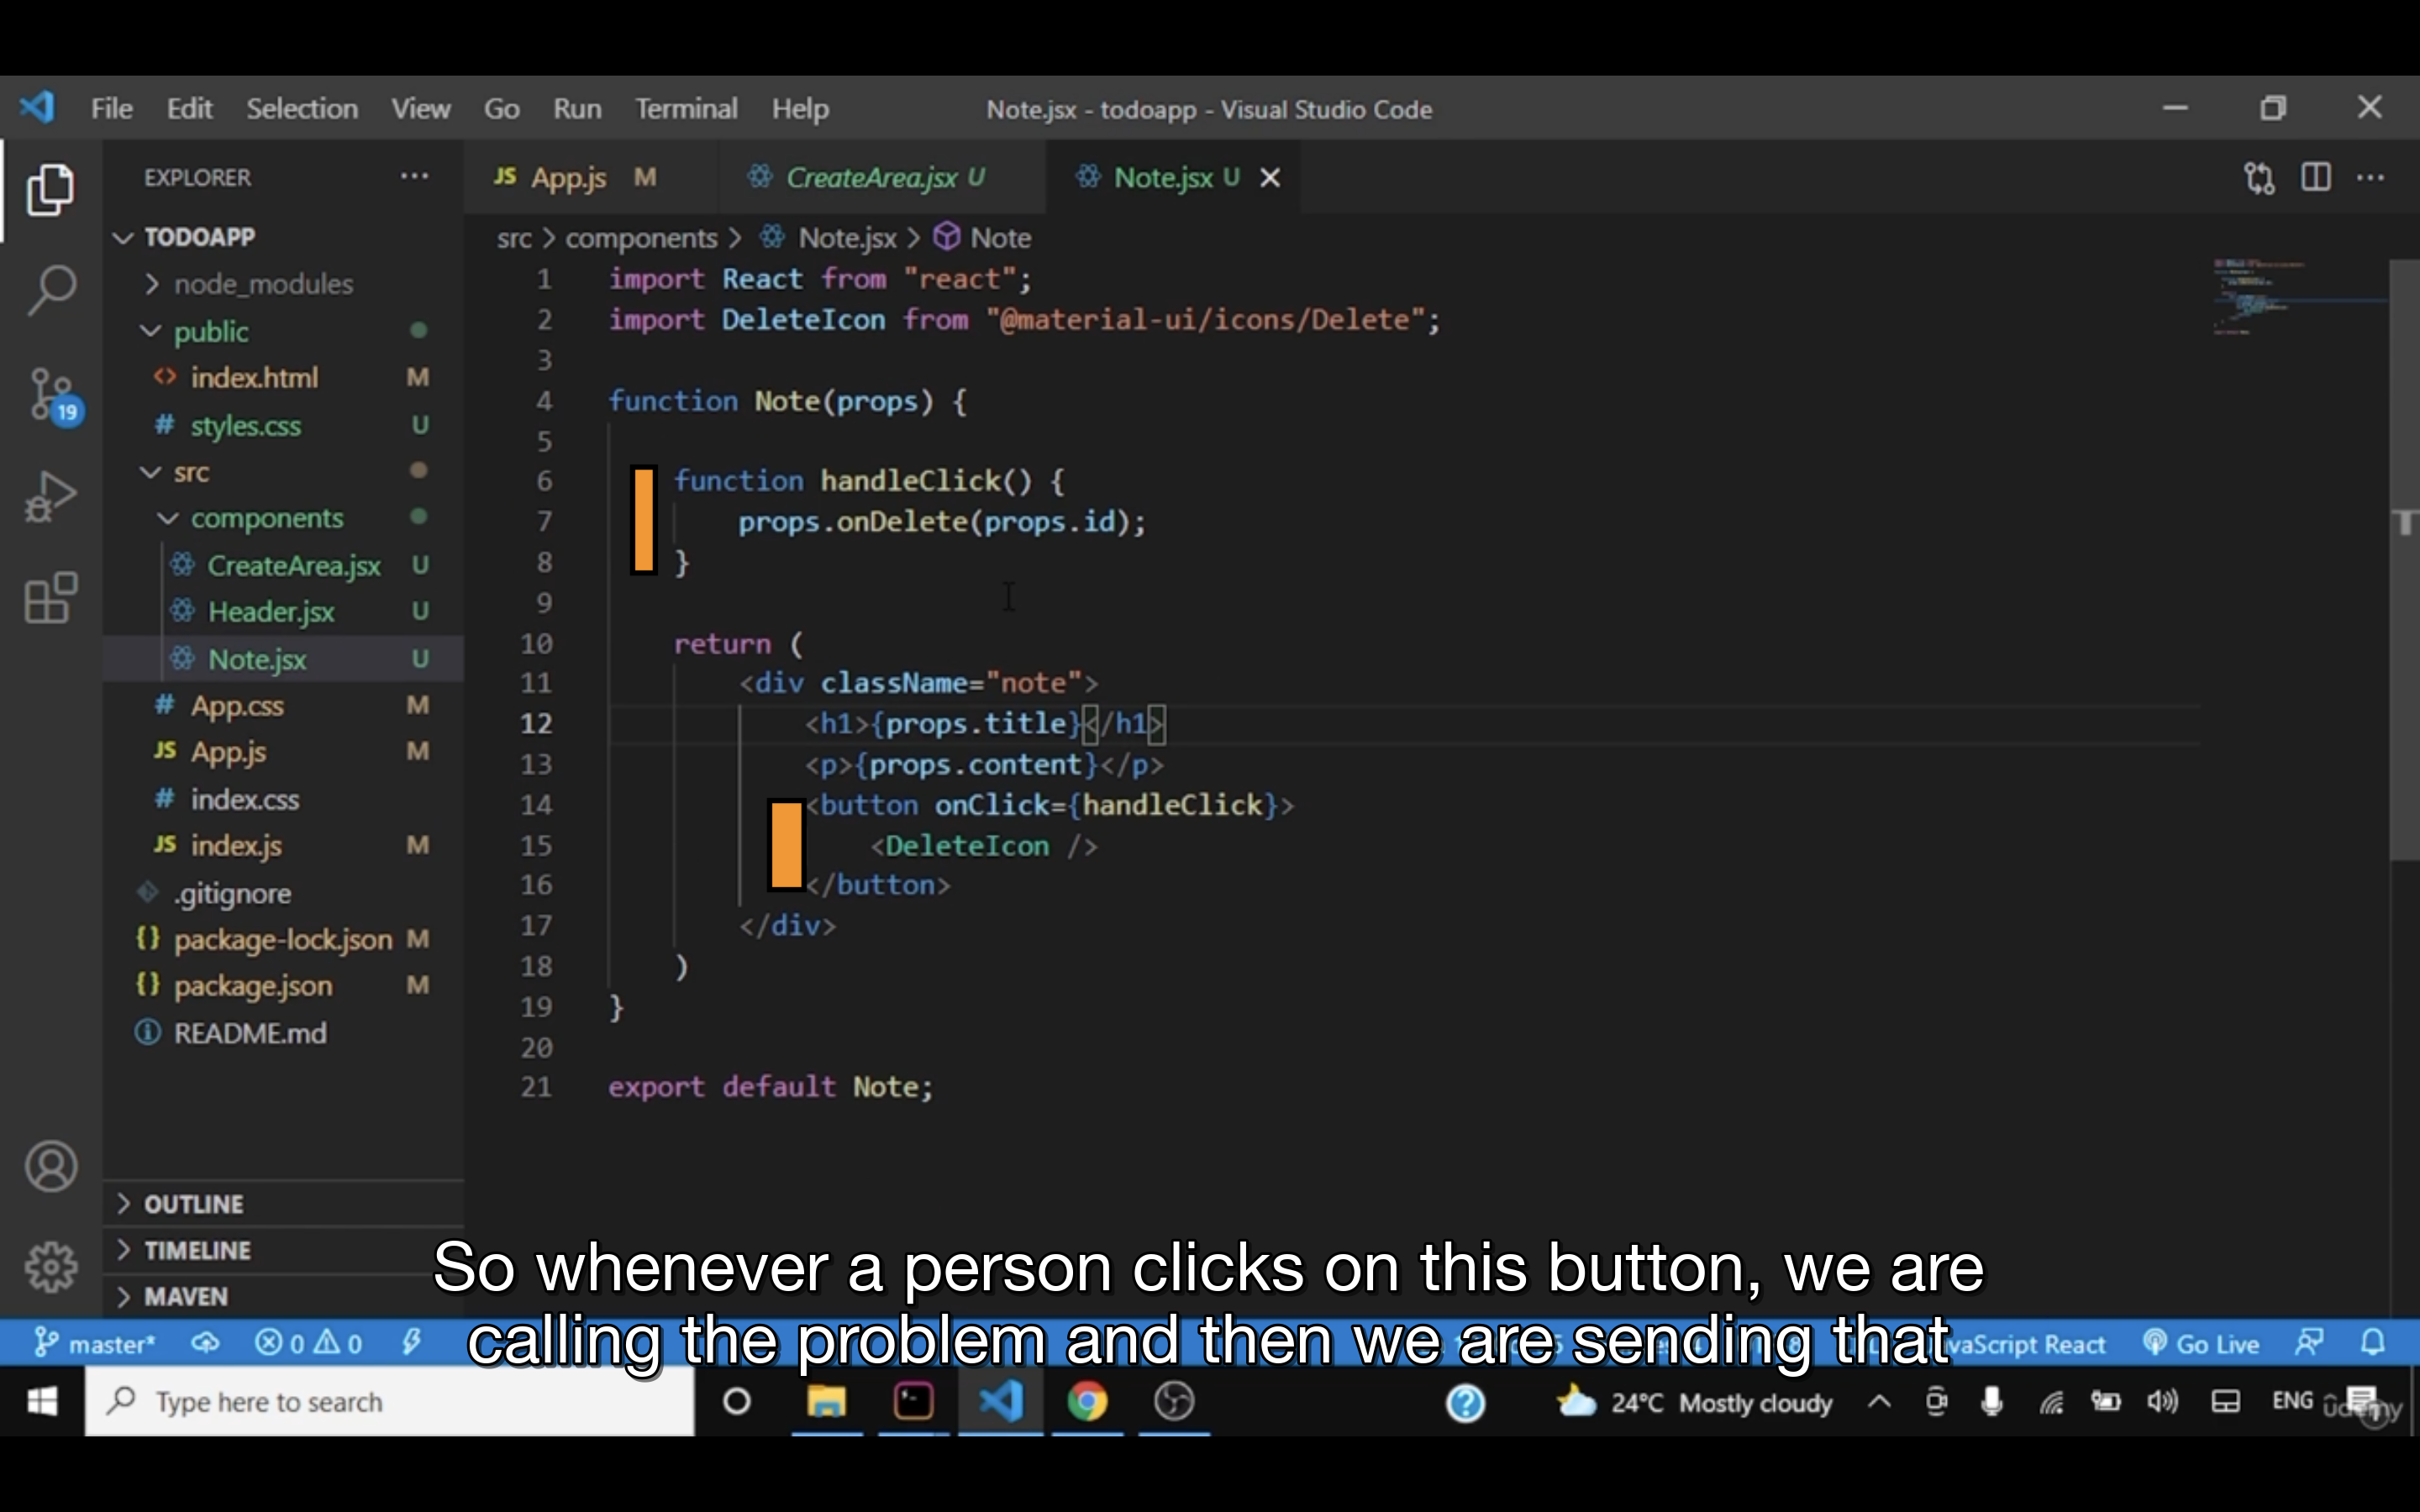 File Edit Selection View Go Run Terminal Help Note.jsx - todoapp - Visual Studio Code
EXPLORER
JS App.js M CreateArea.jsx U Note.jsx U
TODOAPP
src > components > Note.jsx > Note
node_modules
public
index.html M
styles.css U
src
components
CreateArea.jsx U
Header.jsx U
Note.jsx U
App.css M
JS App.js M
index.css
JS index.js M
.gitignore
package-lock.json M
package.json M
README.md
19
1 import React from "react";
2 import DeleteIcon from "@material-ui/icons/Delete";
3
4 function Note(props) {
5
6 function handleClick() {
7 props.onDelete(props.id);
8 }
9
10 return (
11 <div className="note">
12 <h1>{props.title}</h1>
13 <p>{props.content}</p>
14 <button onClick={handleClick}>
15 <DeleteIcon />
16 </button>
17 </div>
18 )
19 }
20
21 export default Note;
OUTLINE
TIMELINE
MAVEN
So whenever a person clicks on this button, we are
calling the problem and then we are sending that
master* 0 0 React Go Live
Type here to search 24°C Mostly cloudy ENG
udemy